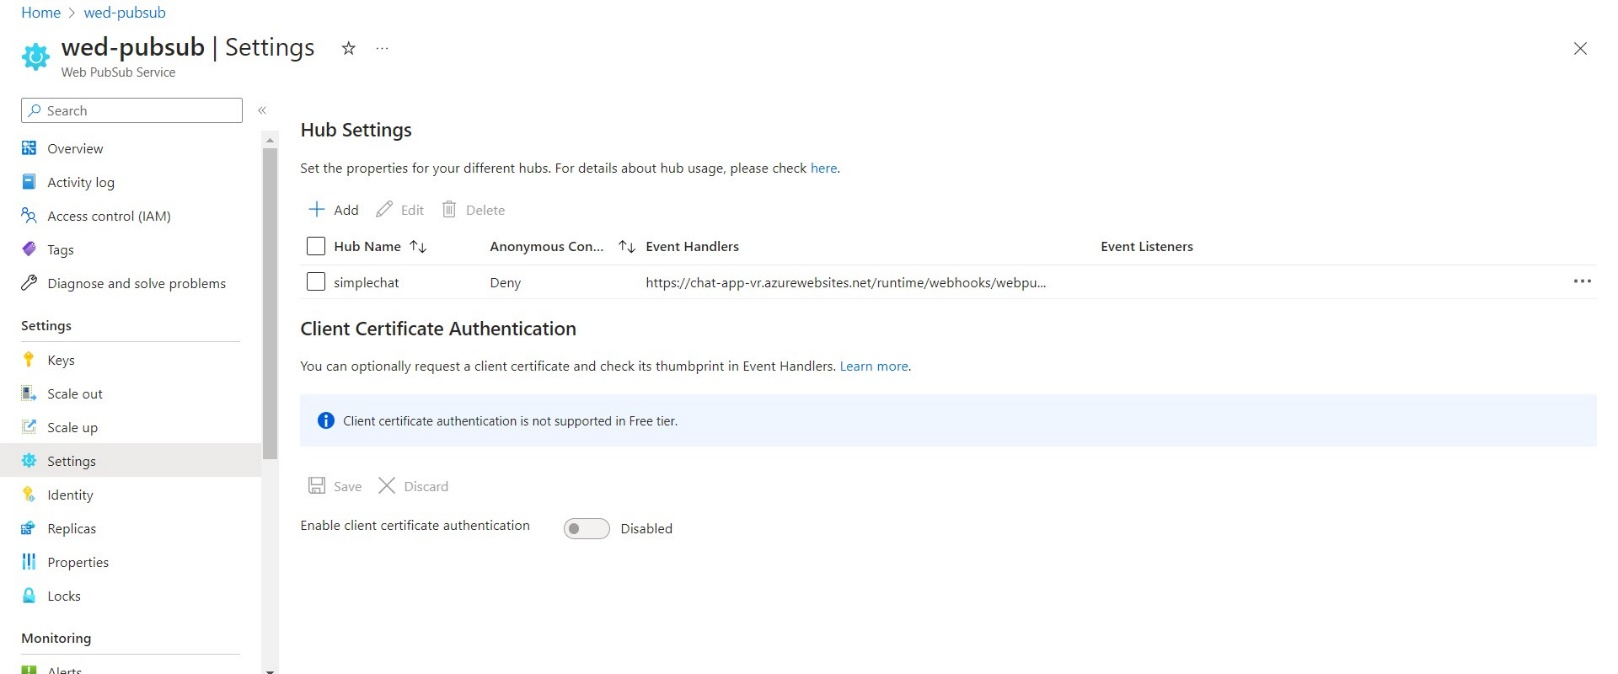 Home > wed-pubsub
wed-pubsub | Settings ☆ ...
Web PubSub Service
Search
«
Overview
Activity log
Access control (IAM)
Tags
Diagnose and solve problems
Settings
Keys
Scale out
Scale up
Settings
Identity
Replicas
Properties
Locks
Monitoring
Alerts
Hub Settings
Set the properties for your different hubs. For details about hub usage, please check here.
Add Edit Delete
Hub Name ↑↓ Anonymous Con... ↑↓ Event Handlers Event Listeners
simplechat Deny https://chat-app-vr.azurewebsites.net/runtime/webhooks/webpu... ...
Client Certificate Authentication
You can optionally request a client certificate and check its thumbprint in Event Handlers. Learn more.
Client certificate authentication is not supported in Free tier.
Save Discard
Enable client certificate authentication Disabled